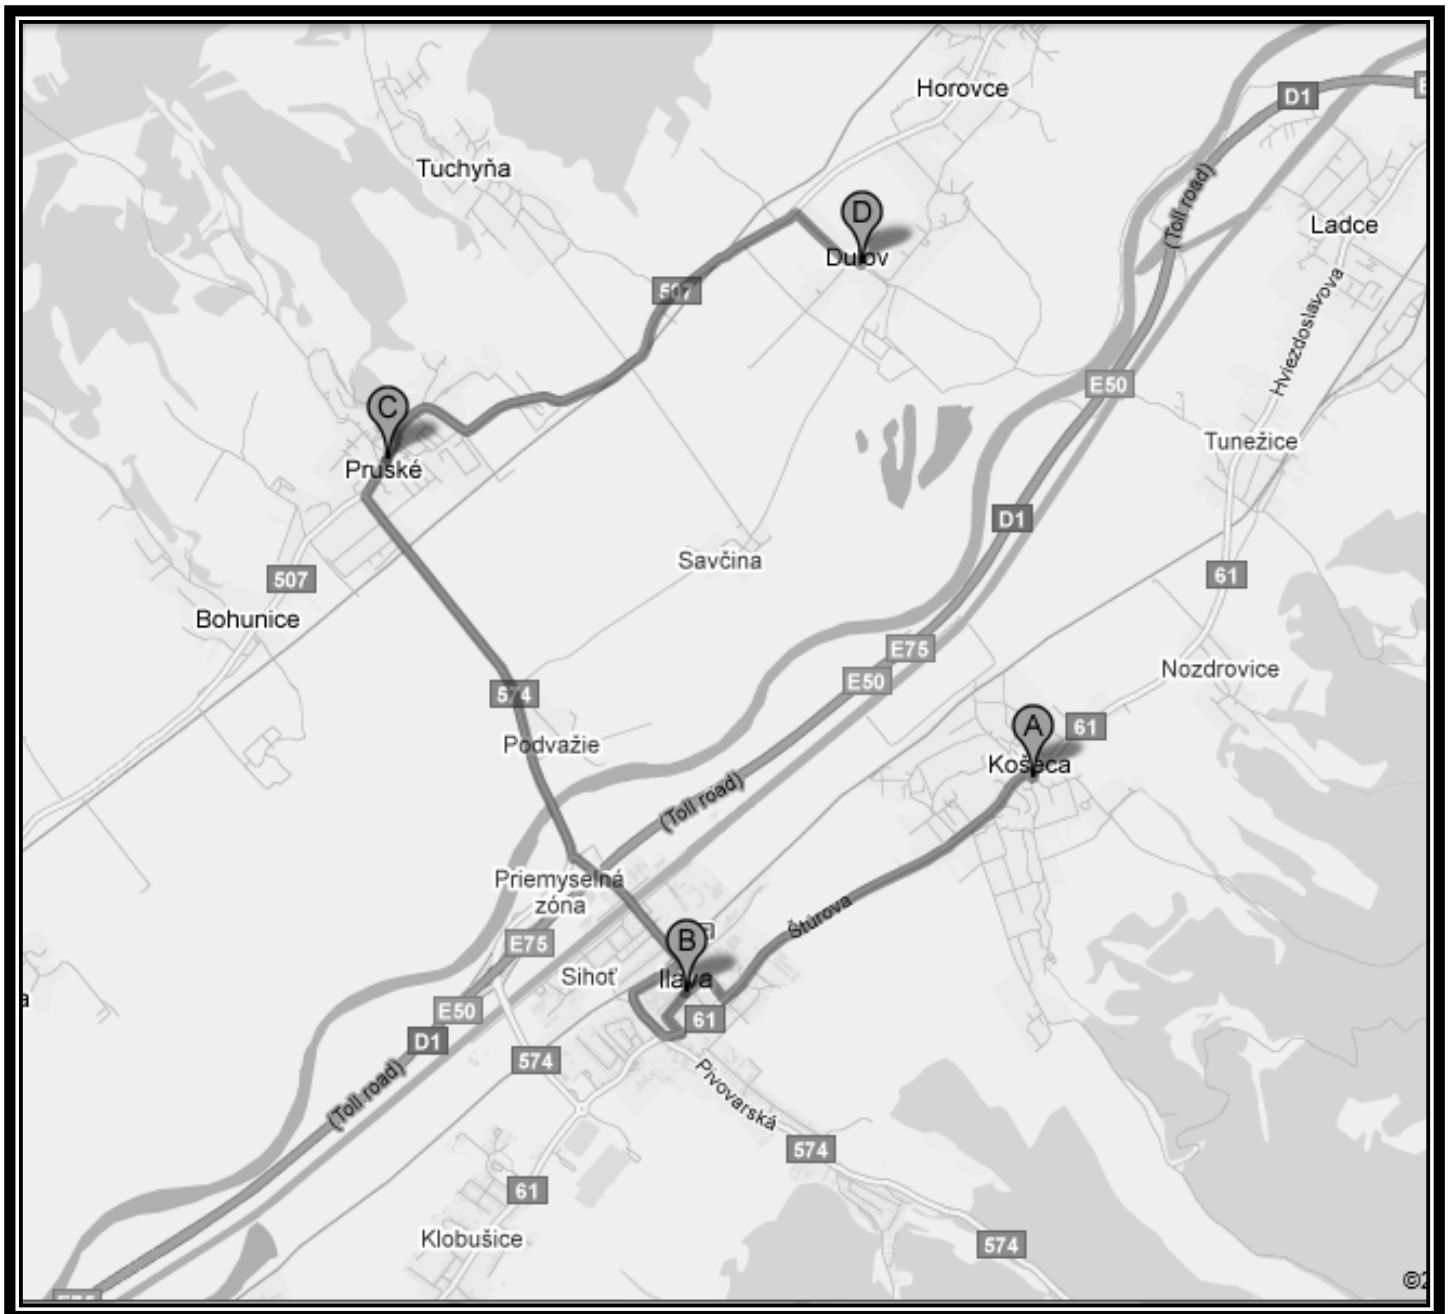 Horovce
D1
Tuchyňa
(Toll road)
D
Ladce
Dulov
507
Hviezdoslavova
E50
C
Tunežice
Pruské
D1
Savčina
507
61
Bohunice
E75
Nozdrovice
E50
574
A
61
Podvažie
Košeca
(Toll road)
Priemyselná
zóna
Štúrova
B
E75
Sihoť
Ilava
E50
61
D1
574
Pivovarská
(Toll road)
574
61
Klobušice
574